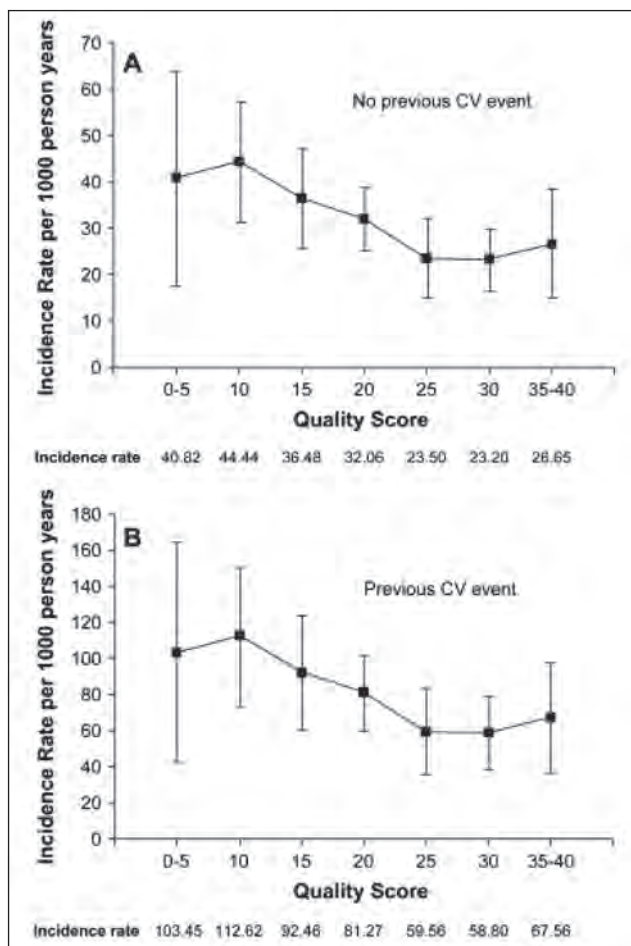 A
No previous CV event
Incidence Rate per 1000 person years
70
60
50
40
30
20
10
0
0-5 10 15 20 25 30 35-40
Quality Score
Incidence rate 40.82 44.44 36.48 32.06 23.50 23.20 26.65
B
Previous CV event
Incidence Rate per 1000 person years
180
160
140
120
100
80
60
40
20
0
0-5 10 15 20 25 30 35-40
Quality Score
Incidence rate 103.45 112.62 92.46 81.27 59.56 58.80 67.56